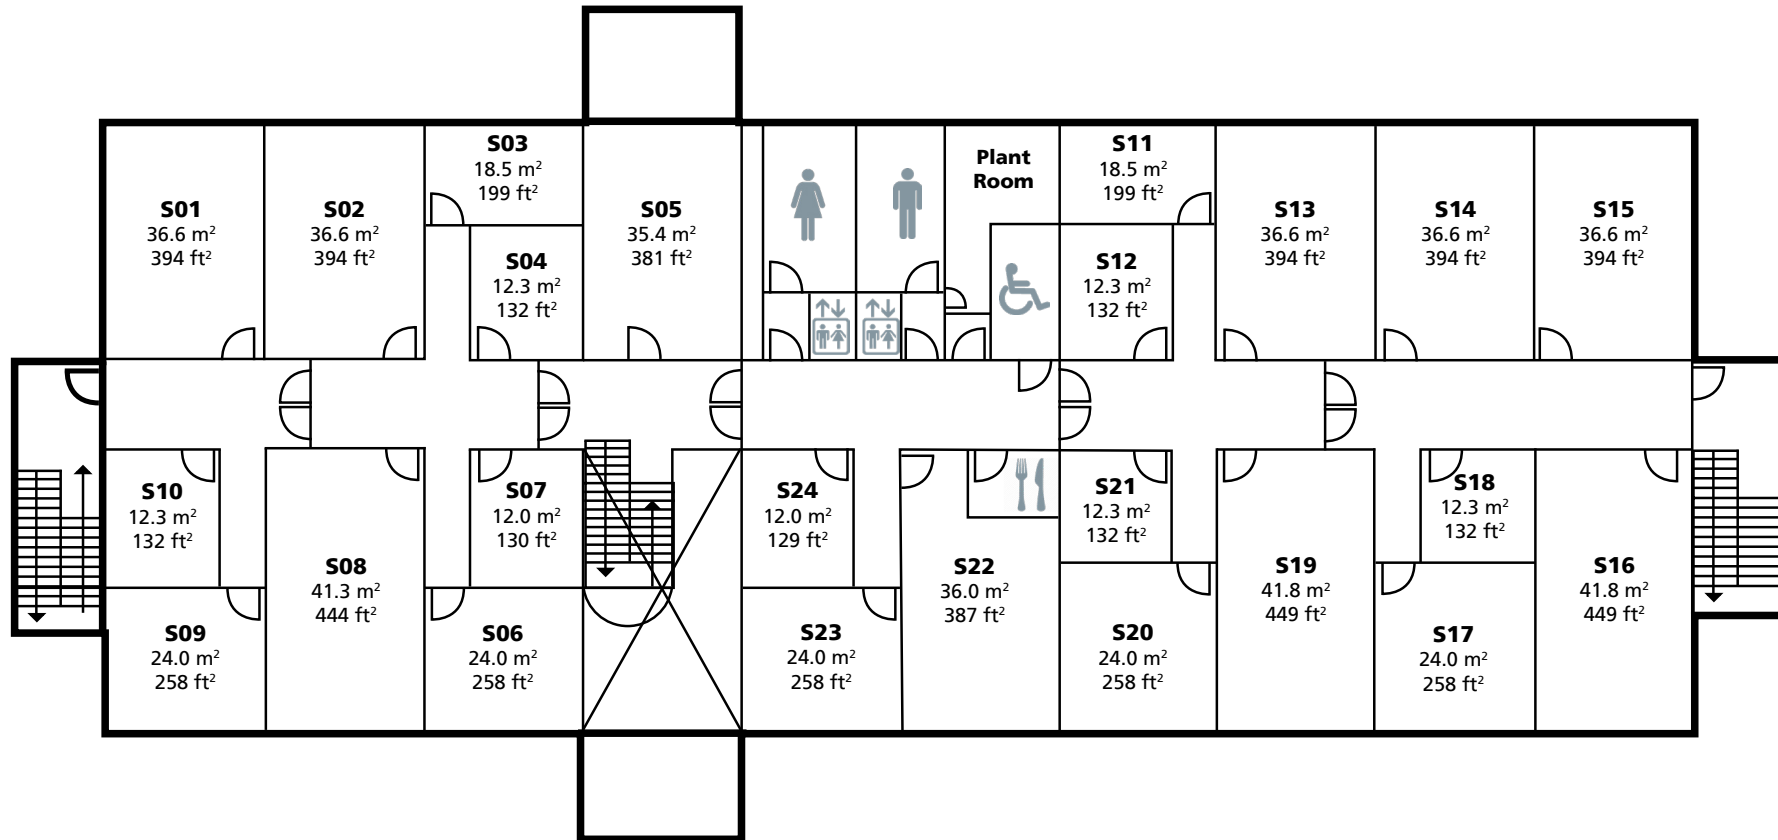 S01
36.6 m²
394 ft²
S02
36.6 m²
394 ft²
S03
18.5 m²
199 ft²
S04
12.3 m²
132 ft²
S05
35.4 m²
381 ft²
Plant
Room
S11
18.5 m²
199 ft²
S12
12.3 m²
132 ft²
S13
36.6 m²
394 ft²
S14
36.6 m²
394 ft²
S15
36.6 m²
394 ft²
S10
12.3 m²
132 ft²
S09
24.0 m²
258 ft²
S08
41.3 m²
444 ft²
S07
12.0 m²
130 ft²
S06
24.0 m²
258 ft²
S24
12.0 m²
129 ft²
S23
24.0 m²
258 ft²
S22
36.0 m²
387 ft²
S21
12.3 m²
132 ft²
S20
24.0 m²
258 ft²
S19
41.8 m²
449 ft²
S18
12.3 m²
132 ft²
S17
24.0 m²
258 ft²
S16
41.8 m²
449 ft²